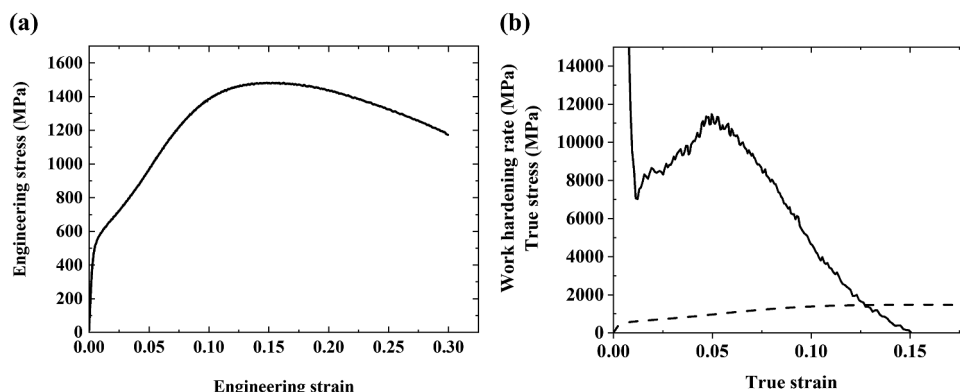 (a)
Engineering stress (MPa)
1600
1400
1200
1000
800
600
400
200
0
0.00 0.05 0.10 0.15 0.20 0.25 0.30
Engineering strain
(b)
Work hardening rate (MPa)
True stress (MPa)
14000
12000
10000
8000
6000
4000
2000
0
0.00 0.05 0.10 0.15
True strain